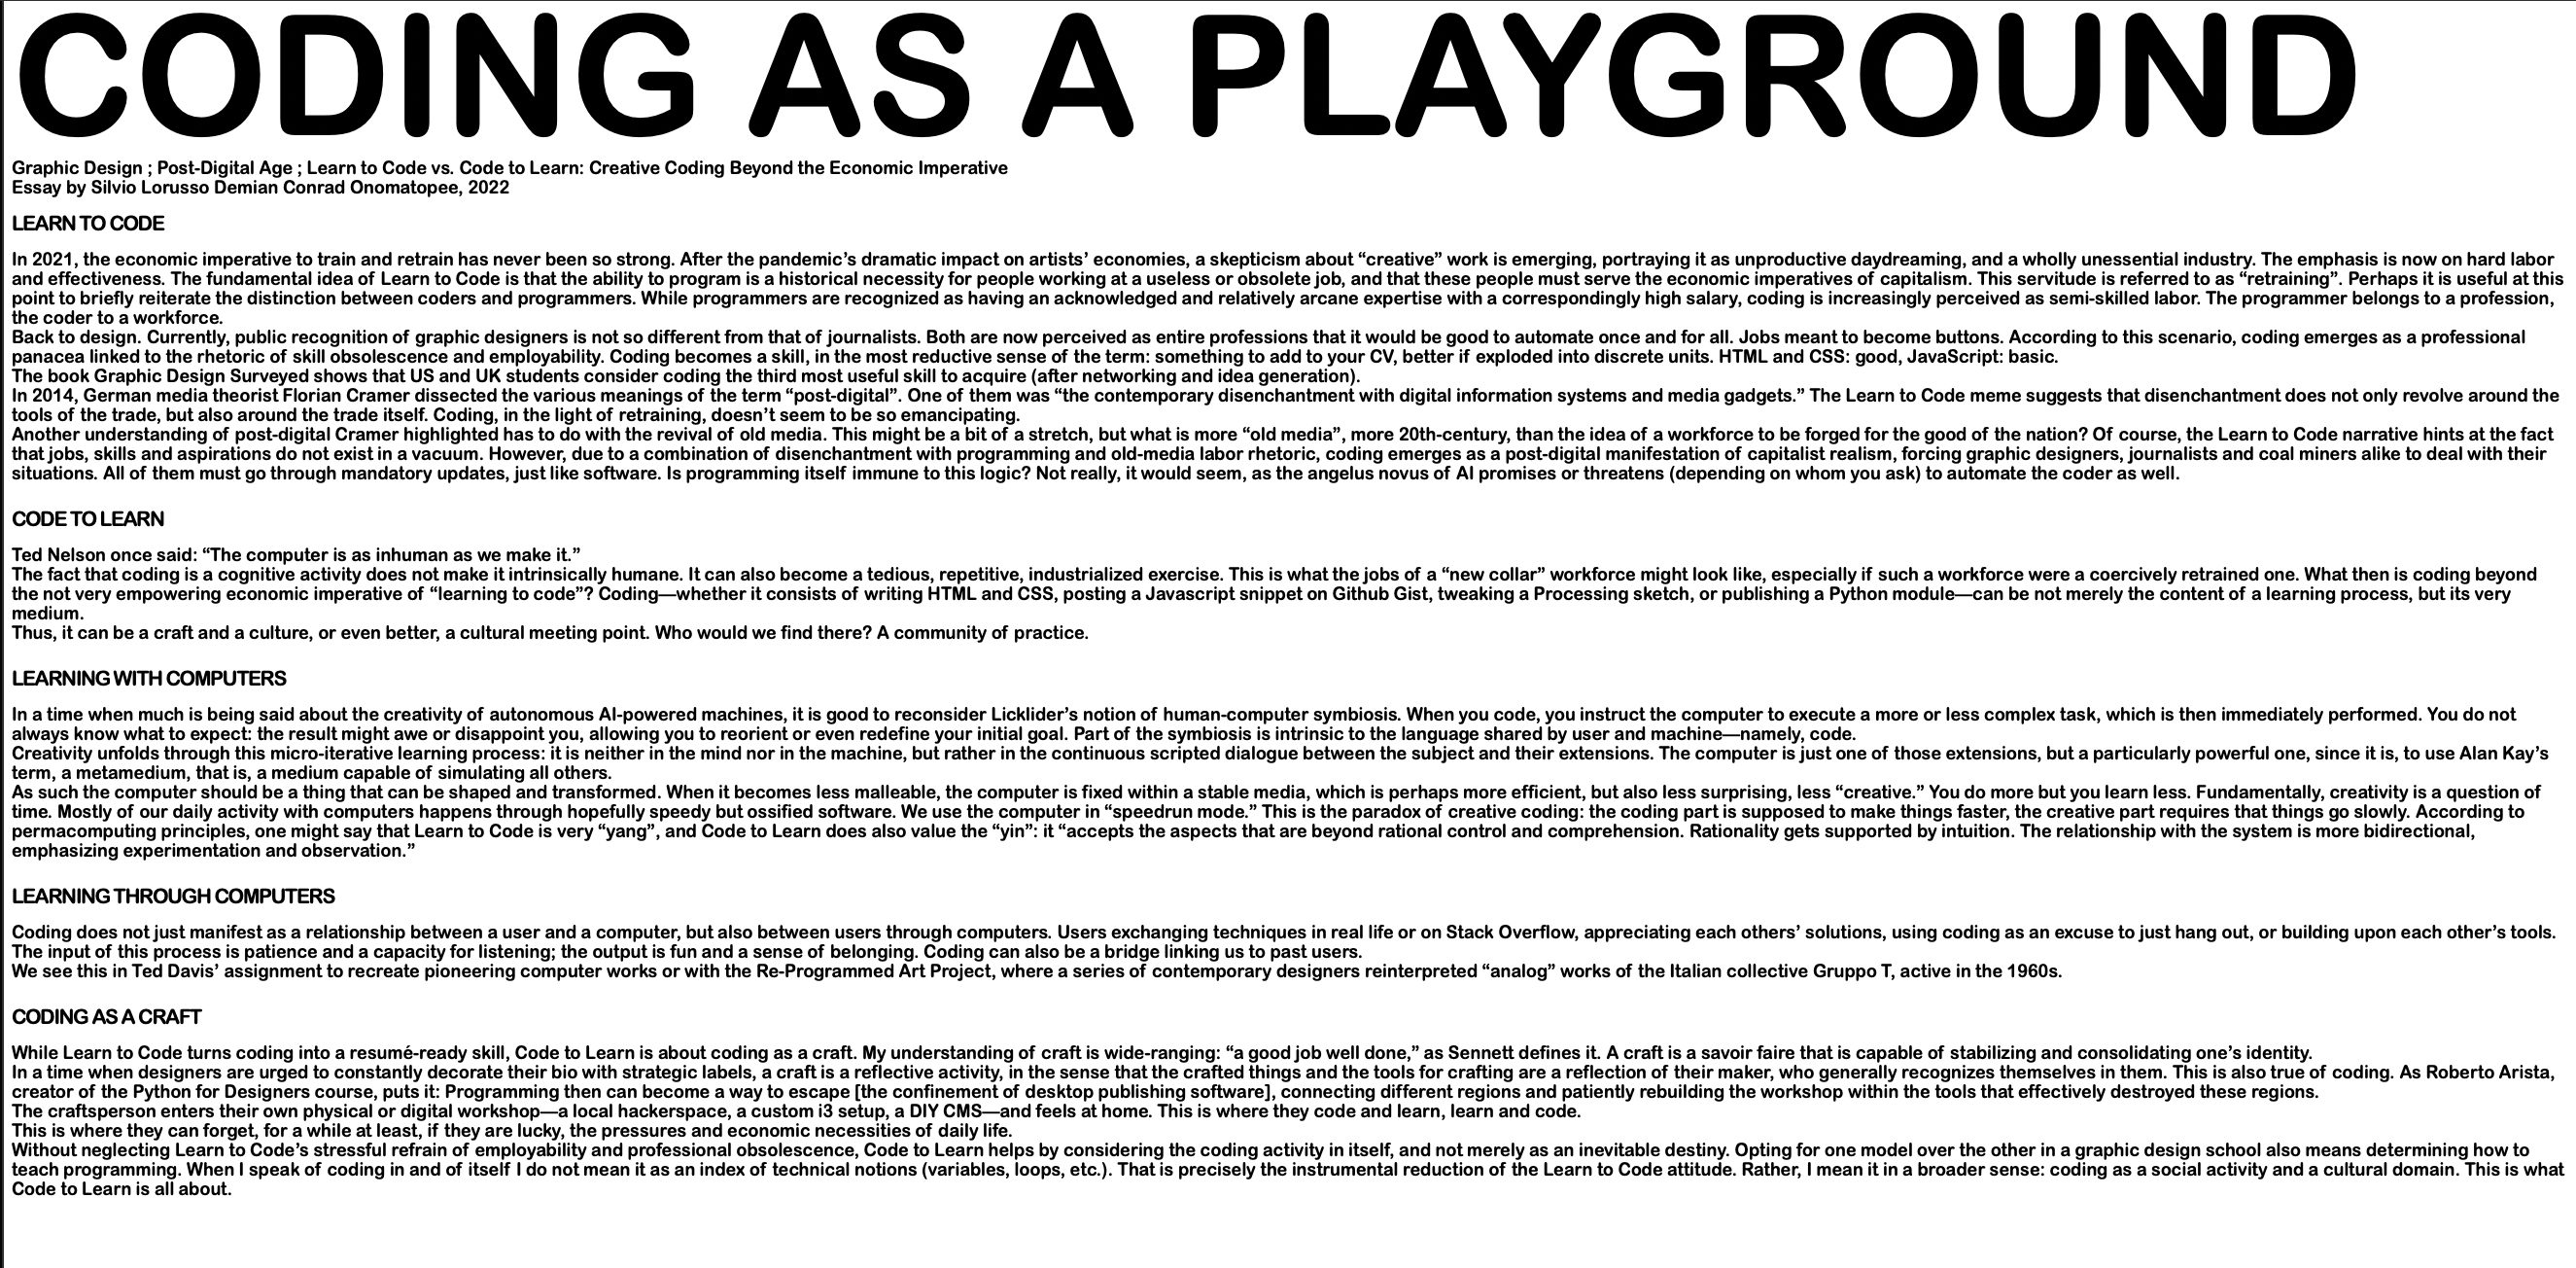 CODING AS A PLAYGROUND
Graphic Design ; Post-Digital Age ; Learn to Code vs. Code to Learn: Creative Coding Beyond the Economic Imperative
Essay by Silvio Lorusso Demian Conrad Onomatopee, 2022
LEARN TO CODE
In 2021, the economic imperative to train and retrain has never been so strong. After the pandemic’s dramatic impact on artists’ economies, a skepticism about “creative” work is emerging, portraying it as unproductive daydreaming, and a wholly unessential industry. The emphasis is now on hard labor
and effectiveness. The fundamental idea of Learn to Code is that the ability to program is a historical necessity for people working at a useless or obsolete job, and that these people must serve the economic imperatives of capitalism. This servitude is referred to as “retraining”. Perhaps it is useful at this
point to briefly reiterate the distinction between coders and programmers. While programmers are recognized as having an acknowledged and relatively arcane expertise with a correspondingly high salary, coding is increasingly perceived as semi-skilled labor. The programmer belongs to a profession,
the coder to a workforce.
Back to design. Currently, public recognition of graphic designers is not so different from that of journalists. Both are now perceived as entire professions that it would be good to automate once and for all. Jobs meant to become buttons. According to this scenario, coding emerges as a professional
panacea linked to the rhetoric of skill obsolescence and employability. Coding becomes a skill, in the most reductive sense of the term: something to add to your CV, better if exploded into discrete units. HTML and CSS: good, JavaScript: basic.
The book Graphic Design Surveyed shows that US and UK students consider coding the third most useful skill to acquire (after networking and idea generation).
In 2014, German media theorist Florian Cramer dissected the various meanings of the term “post-digital”. One of them was “the contemporary disenchantment with digital information systems and media gadgets.” The Learn to Code meme suggests that disenchantment does not only revolve around the
tools of the trade, but also around the trade itself. Coding, in the light of retraining, doesn’t seem to be so emancipating.
Another understanding of post-digital Cramer highlighted has to do with the revival of old media. This might be a bit of a stretch, but what is more “old media”, more 20th-century, than the idea of a workforce to be forged for the good of the nation? Of course, the Learn to Code narrative hints at the fact
that jobs, skills and aspirations do not exist in a vacuum. However, due to a combination of disenchantment with programming and old-media labor rhetoric, coding emerges as a post-digital manifestation of capitalist realism, forcing graphic designers, journalists and coal miners alike to deal with their
situations. All of them must go through mandatory updates, just like software. Is programming itself immune to this logic? Not really, it would seem, as the angelus novus of AI promises or threatens (depending on whom you ask) to automate the coder as well.
CODE TO LEARN
Ted Nelson once said: “The computer is as inhuman as we make it.”
The fact that coding is a cognitive activity does not make it intrinsically humane. It can also become a tedious, repetitive, industrialized exercise. This is what the jobs of a “new collar” workforce might look like, especially if such a workforce were a coercively retrained one. What then is coding beyond
the not very empowering economic imperative of “learning to code”? Coding—whether it consists of writing HTML and CSS, posting a Javascript snippet on Github Gist, tweaking a Processing sketch, or publishing a Python module—can be not merely the content of a learning process, but its very
medium.
Thus, it can be a craft and a culture, or even better, a cultural meeting point. Who would we find there? A community of practice.
LEARNING WITH COMPUTERS
In a time when much is being said about the creativity of autonomous AI-powered machines, it is good to reconsider Licklider’s notion of human-computer symbiosis. When you code, you instruct the computer to execute a more or less complex task, which is then immediately performed. You do not
always know what to expect: the result might awe or disappoint you, allowing you to reorient or even redefine your initial goal. Part of the symbiosis is intrinsic to the language shared by user and machine—namely, code.
Creativity unfolds through this micro-iterative learning process: it is neither in the mind nor in the machine, but rather in the continuous scripted dialogue between the subject and their extensions. The computer is just one of those extensions, but a particularly powerful one, since it is, to use Alan Kay’s
term, a metamedium, that is, a medium capable of simulating all others.
As such the computer should be a thing that can be shaped and transformed. When it becomes less malleable, the computer is fixed within a stable media, which is perhaps more efficient, but also less surprising, less “creative.” You do more but you learn less. Fundamentally, creativity is a question of
time. Mostly of our daily activity with computers happens through hopefully speedy but ossified software. We use the computer in “speedrun mode.” This is the paradox of creative coding: the coding part is supposed to make things faster, the creative part requires that things go slowly. According to
permacomputing principles, one might say that Learn to Code is very “yang”, and Code to Learn does also value the “yin”: it “accepts the aspects that are beyond rational control and comprehension. Rationality gets supported by intuition. The relationship with the system is more bidirectional,
emphasizing experimentation and observation.”
LEARNING THROUGH COMPUTERS
Coding does not just manifest as a relationship between a user and a computer, but also between users through computers. Users exchanging techniques in real life or on Stack Overflow, appreciating each others’ solutions, using coding as an excuse to just hang out, or building upon each other’s tools.
The input of this process is patience and a capacity for listening; the output is fun and a sense of belonging. Coding can also be a bridge linking us to past users.
We see this in Ted Davis’ assignment to recreate pioneering computer works or with the Re-Programmed Art Project, where a series of contemporary designers reinterpreted “analog” works of the Italian collective Gruppo T, active in the 1960s.
CODING AS A CRAFT
While Learn to Code turns coding into a resumé-ready skill, Code to Learn is about coding as a craft. My understanding of craft is wide-ranging: “a good job well done,” as Sennett defines it. A craft is a savoir faire that is capable of stabilizing and consolidating one’s identity.
In a time when designers are urged to constantly decorate their bio with strategic labels, a craft is a reflective activity, in the sense that the crafted things and the tools for crafting are a reflection of their maker, who generally recognizes themselves in them. This is also true of coding. As Roberto Arista,
creator of the Python for Designers course, puts it: Programming then can become a way to escape [the confinement of desktop publishing software], connecting different regions and patiently rebuilding the workshop within the tools that effectively destroyed these regions.
The craftsperson enters their own physical or digital workshop—a local hackerspace, a custom i3 setup, a DIY CMS—and feels at home. This is where they code and learn, learn and code.
This is where they can forget, for a while at least, if they are lucky, the pressures and economic necessities of daily life.
Without neglecting Learn to Code’s stressful refrain of employability and professional obsolescence, Code to Learn helps by considering the coding activity in itself, and not merely as an inevitable destiny. Opting for one model over the other in a graphic design school also means determining how to
teach programming. When I speak of coding in and of itself I do not mean it as an index of technical notions (variables, loops, etc.). That is precisely the instrumental reduction of the Learn to Code attitude. Rather, I mean it in a broader sense: coding as a social activity and a cultural domain. This is what
Code to Learn is all about.